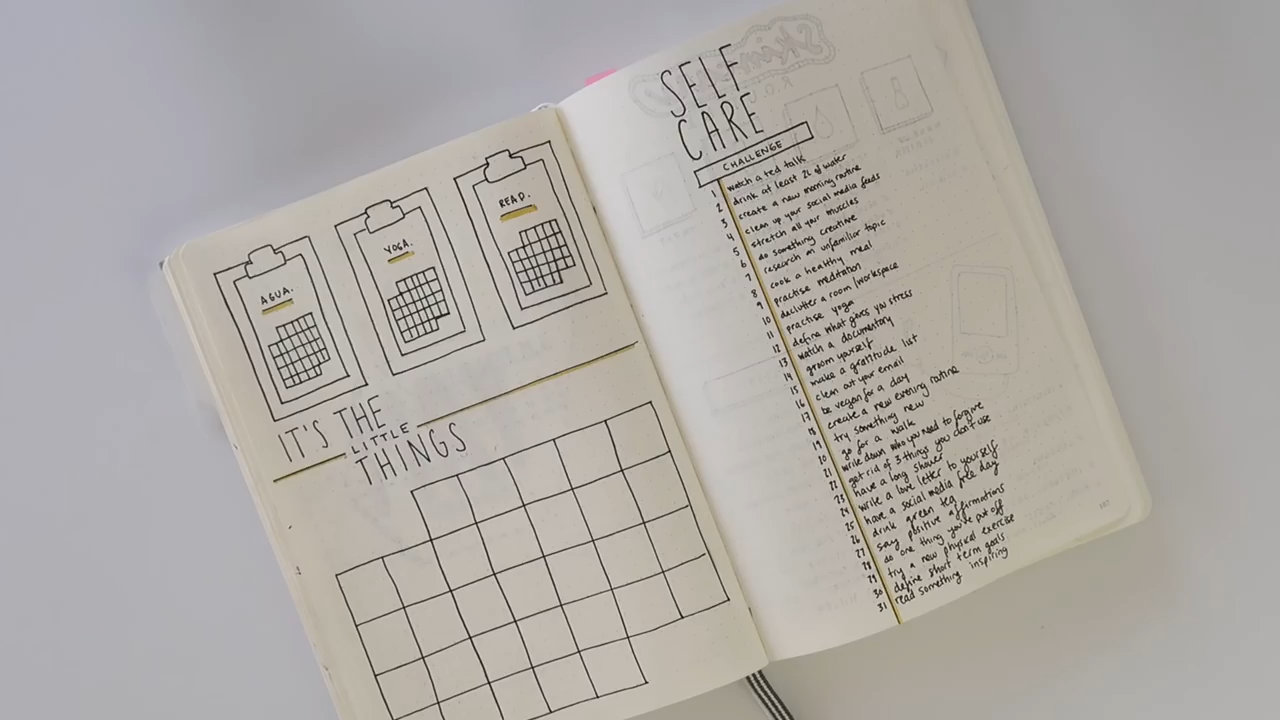 AGUA.
YOGA.
READ.
IT'S THE
LITTLE
THINGS
SELF
CARE
CHALLENGE
1 watch a ted talk
2 drink at least 2L of water
3 create a new morning routine
4 clean up your social media feeds
5 stretch all your muscles
6 do something creative
7 research an unfamiliar topic
8 cook a healthy meal
9 practise meditation
10 declutter a room/workspace
11 practise yoga
12 define what gives you stress
13 watch a documentary
14 groom yourself
15 make a gratitude list
16 clean out your email
17 be vegan for a day
18 create a new evening routine
19 try something new
20 go for a walk
21 write down who you need to forgive
22 get rid of 3 things you don't use
23 have a long shower
24 write a love letter to yourself
25 have a social media free day
26 drink green tea
27 say positive affirmations
28 do one thing you've put off
29 try a new physical exercise
30 define short term goals
31 read something inspiring